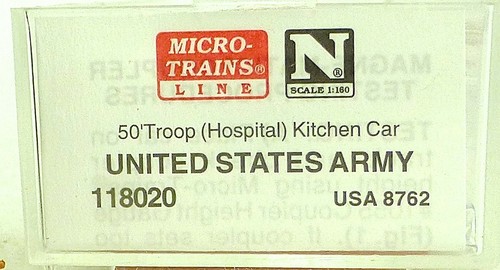 MICRO-
TRAINS®
LINE
N®
SCALE 1:160
50'Troop (Hospital) Kitchen Car
UNITED STATES ARMY
118020 USA 8762